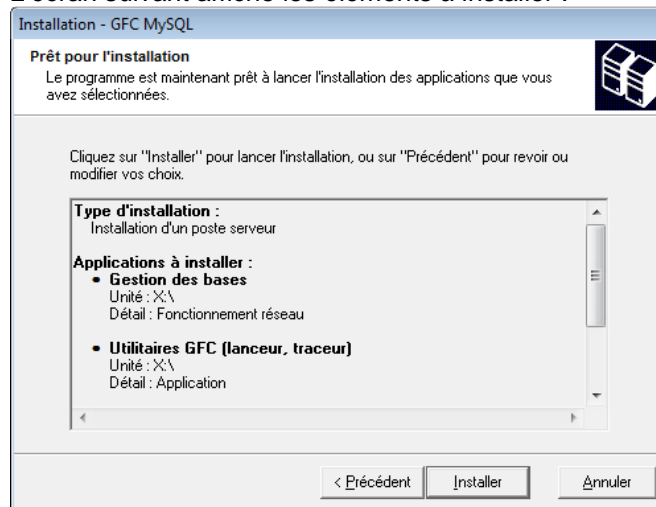 L'écran suivant affiche les éléments à installer :
Installation - GFC MySQL
Prêt pour l'installation
Le programme est maintenant prêt à lancer l'installation des applications que vous
avez sélectionnées.
Cliquez sur "Installer" pour lancer l'installation, ou sur "Précédent" pour revoir ou
modifier vos choix.
Type d'installation :
Installation d'un poste serveur
Applications à installer :
• Gestion des bases
Unité : X:\
Détail : Fonctionnement réseau
• Utilitaires GFC (lanceur, traceur)
Unité : X:\
Détail : Application
< Précédent
Installer
Annuler